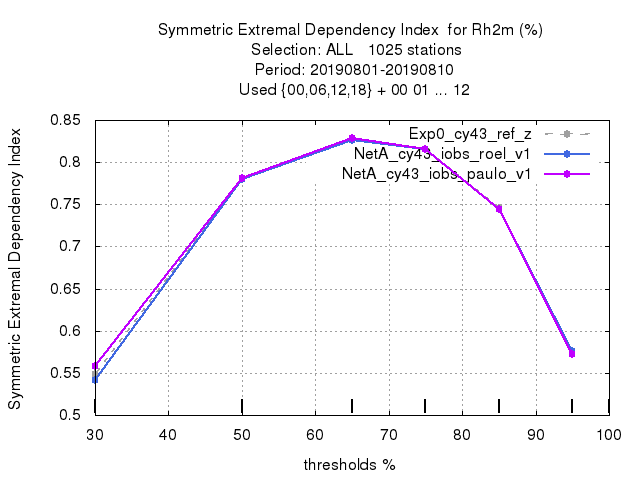 Symmetric Extremal Dependency Index  for Rh2m (%)
Selection: ALL   1025 stations
Period: 20190801-20190810
Used {00,06,12,18} + 00 01 ... 12
Exp0_cy43_ref_z
NetA_cy43_iobs_roel_v1
NetA_cy43_iobs_paulo_v1
Symmetric Extremal Dependency Index
0.85
0.8
0.75
0.7
0.65
0.6
0.55
0.5
30 40 50 60 70 80 90 100
thresholds %